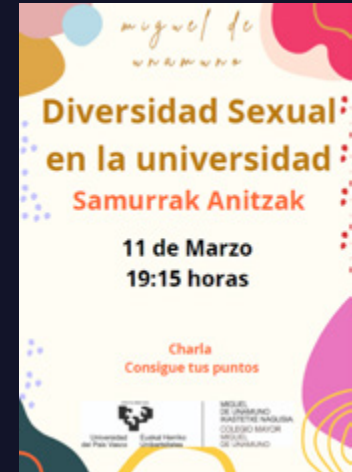 miguel de
unamuno
Diversidad Sexual
en la universidad
Samurrak Anitzak
11 de Marzo
19:15 horas
Charla
Consigue tus puntos
Universidad
del País Vasco
Euskal Herriko
Unibertsitatea
MIGUEL
DE UNAMUNO
IKASTETXE NAGUSIA
COLEGIO MAYOR
MIGUEL
DE UNAMUNO